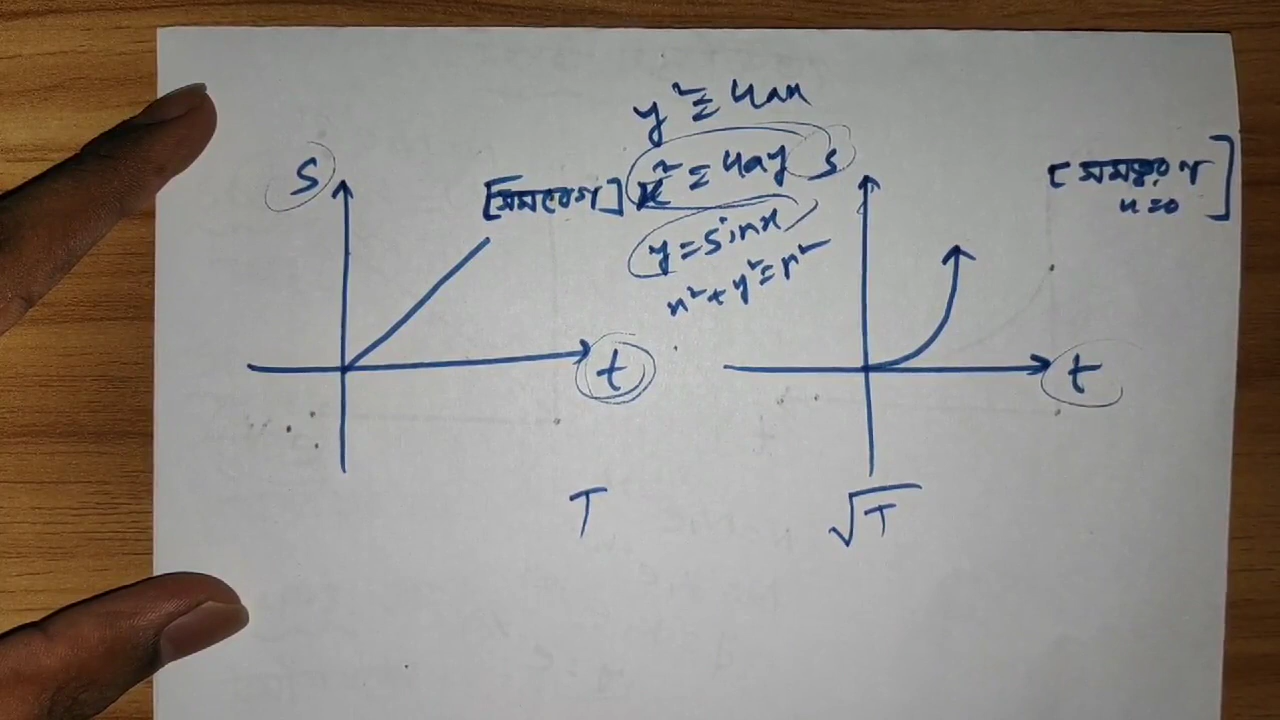 y² = 4ax
S
[সমবেগ]
x² = 4ay
S
[সমত্বরণ
u=0]
y = sinx
x² + y² = r²
t
t
T
√T